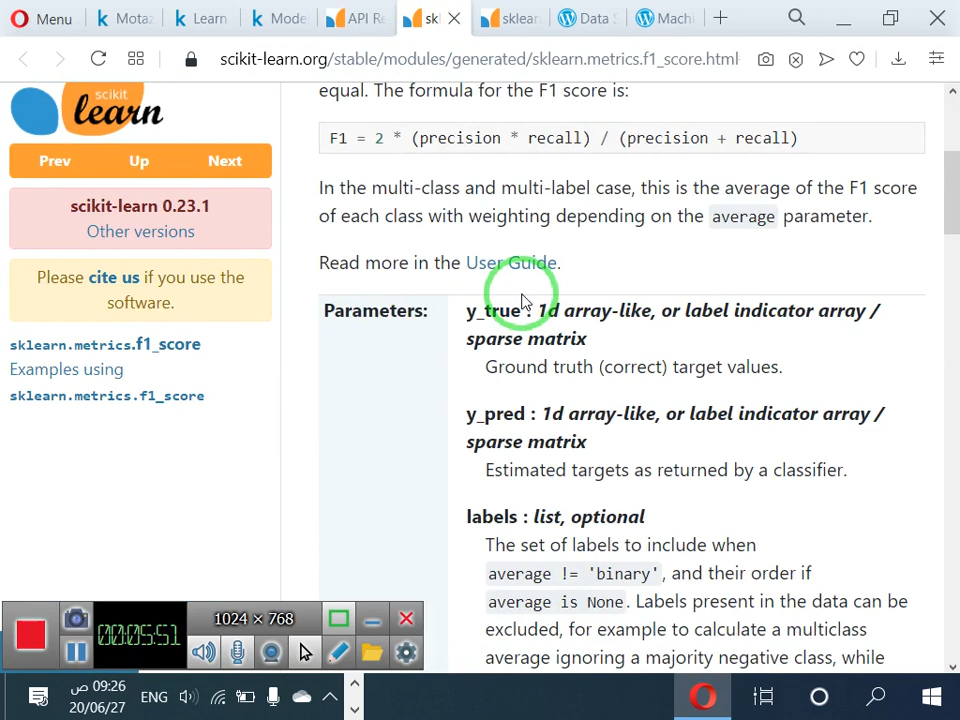 Menu
Motaz
Learn
Mode
API Re
sk
sklear
Data S
Machi
scikit-learn.org/stable/modules/generated/sklearn.metrics.f1_score.html
scikit
learn
Prev Up Next
scikit-learn 0.23.1
Other versions
Please cite us if you use the
software.
sklearn.metrics.f1_score
Examples using
sklearn.metrics.f1_score
equal. The formula for the F1 score is:
F1 = 2 * (precision * recall) / (precision + recall)
In the multi-class and multi-label case, this is the average of the F1 score
of each class with weighting depending on the average parameter.
Read more in the User Guide.
Parameters:
y_true : 1d array-like, or label indicator array /
sparse matrix
Ground truth (correct) target values.
y_pred : 1d array-like, or label indicator array /
sparse matrix
Estimated targets as returned by a classifier.
labels : list, optional
The set of labels to include when
average != 'binary', and their order if
average is None. Labels present in the data can be
excluded, for example to calculate a multiclass
average ignoring a majority negative class, while
00:05:51
1024 × 768
09:26 ص
20/06/27
ENG